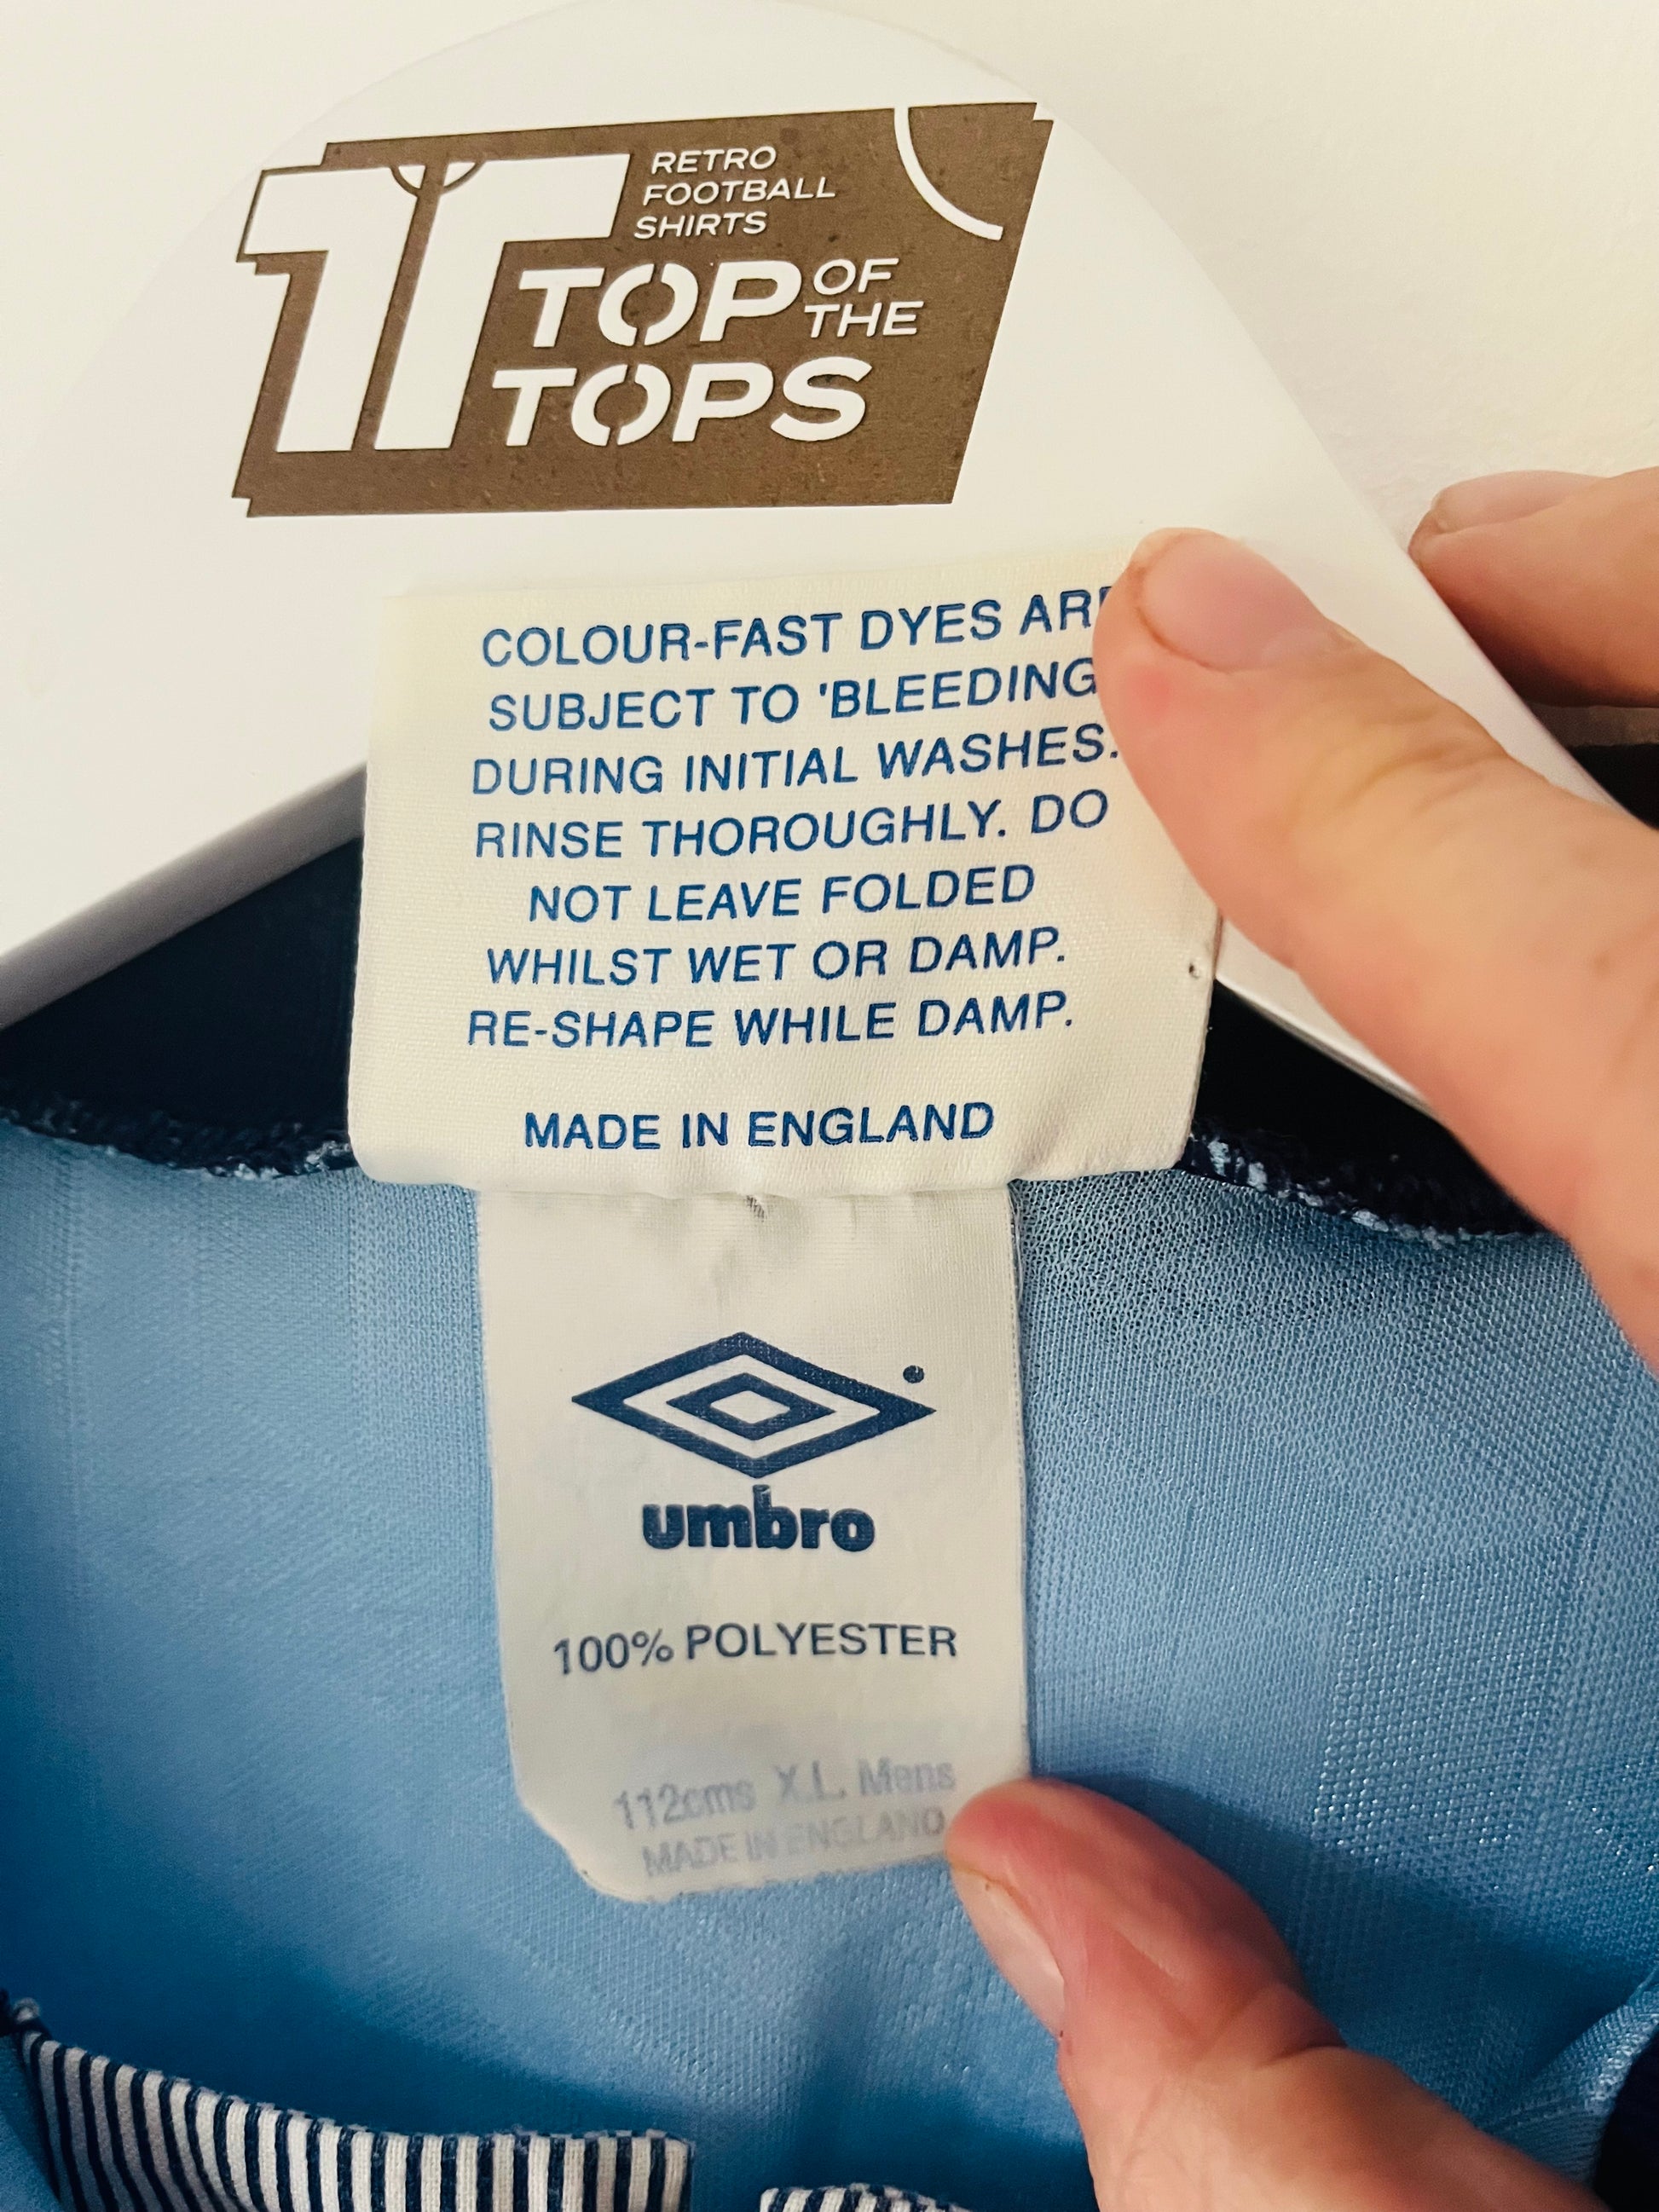 RETRO
FOOTBALL
SHIRTS
TOP OF THE
TOPS
COLOUR-FAST DYES ARE
SUBJECT TO 'BLEEDING
DURING INITIAL WASHES.
RINSE THOROUGHLY. DO
NOT LEAVE FOLDED
WHILST WET OR DAMP.
RE-SHAPE WHILE DAMP.
MADE IN ENGLAND
umbro
100% POLYESTER
112cms X.L. Mens
MADE IN ENGLAND